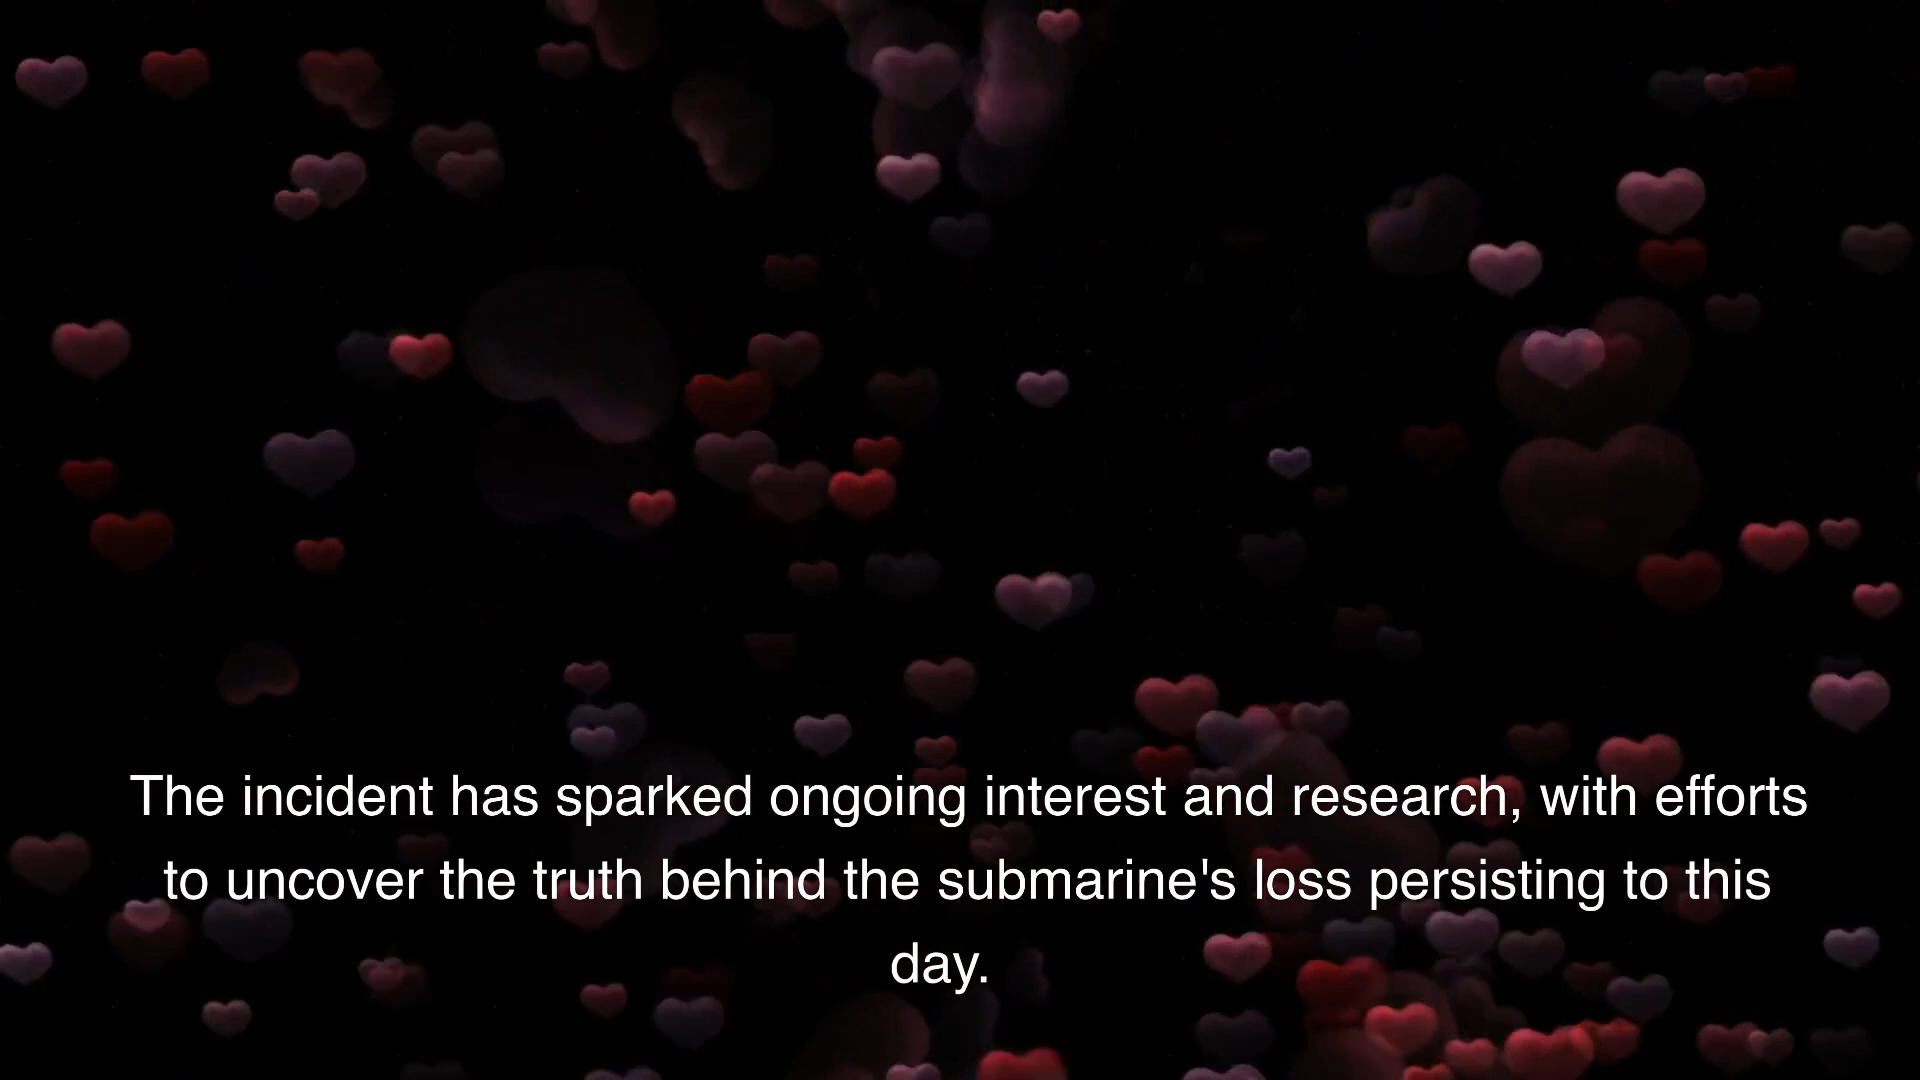 The incident has sparked ongoing interest and research, with efforts
to uncover the truth behind the submarine's loss persisting to this
day.